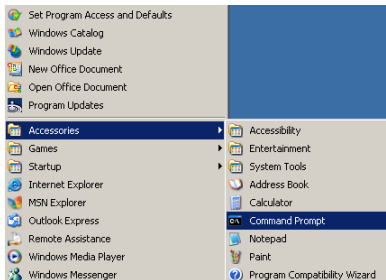 Set Program Access and Defaults
Windows Catalog
Windows Update
New Office Document
Open Office Document
Program Updates
Accessories
Games
Startup
Internet Explorer
MSN Explorer
Outlook Express
Remote Assistance
Windows Media Player
Windows Messenger
Accessibility
Entertainment
System Tools
Address Book
Calculator
Command Prompt
Notepad
Paint
Program Compatibility Wizard